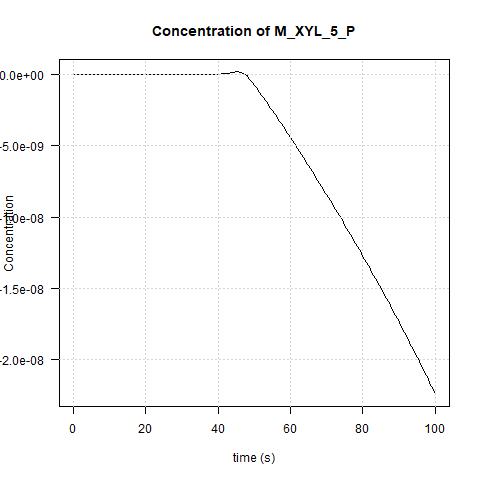 Concentration of M_XYL_5_P
0.0e+00
-5.0e-09
-1.0e-08
-1.5e-08
-2.0e-08
Concentration
0
20
40
60
80
100
time (s)